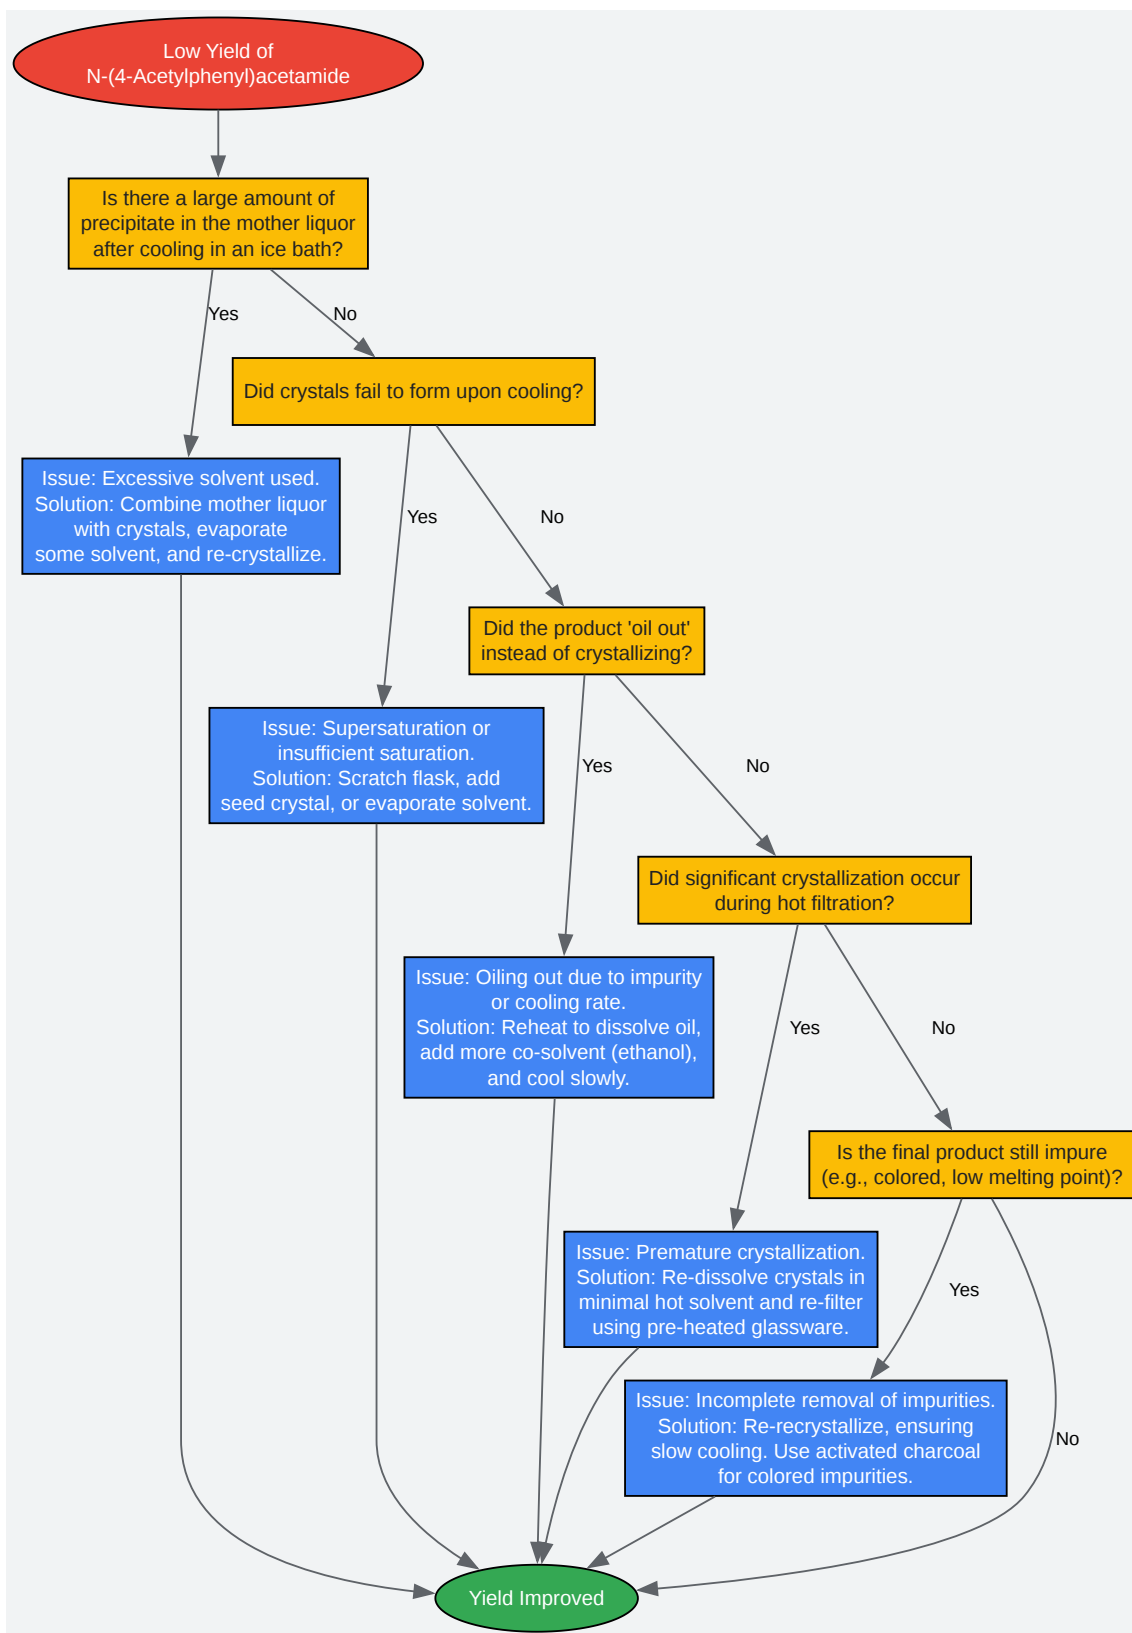 Low Yield of
N-(4-Acetylphenyl)acetamide
Is there a large amount of
precipitate in the mother liquor
after cooling in an ice bath?
Yes
No
Did crystals fail to form upon cooling?
Issue: Excessive solvent used.
Solution: Combine mother liquor
with crystals, evaporate
some solvent, and re-crystallize.
Yes
No
Did the product 'oil out'
instead of crystallizing?
Issue: Supersaturation or
insufficient saturation.
Solution: Scratch flask, add
seed crystal, or evaporate solvent.
Yes
No
Did significant crystallization occur
during hot filtration?
Issue: Oiling out due to impurity
or cooling rate.
Solution: Reheat to dissolve oil,
add more co-solvent (ethanol),
and cool slowly.
Yes
No
Is the final product still impure
(e.g., colored, low melting point)?
Issue: Premature crystallization.
Solution: Re-dissolve crystals in
minimal hot solvent and re-filter
using pre-heated glassware.
Yes
Issue: Incomplete removal of impurities.
Solution: Re-recrystallize, ensuring
slow cooling. Use activated charcoal
for colored impurities.
No
Yield Improved